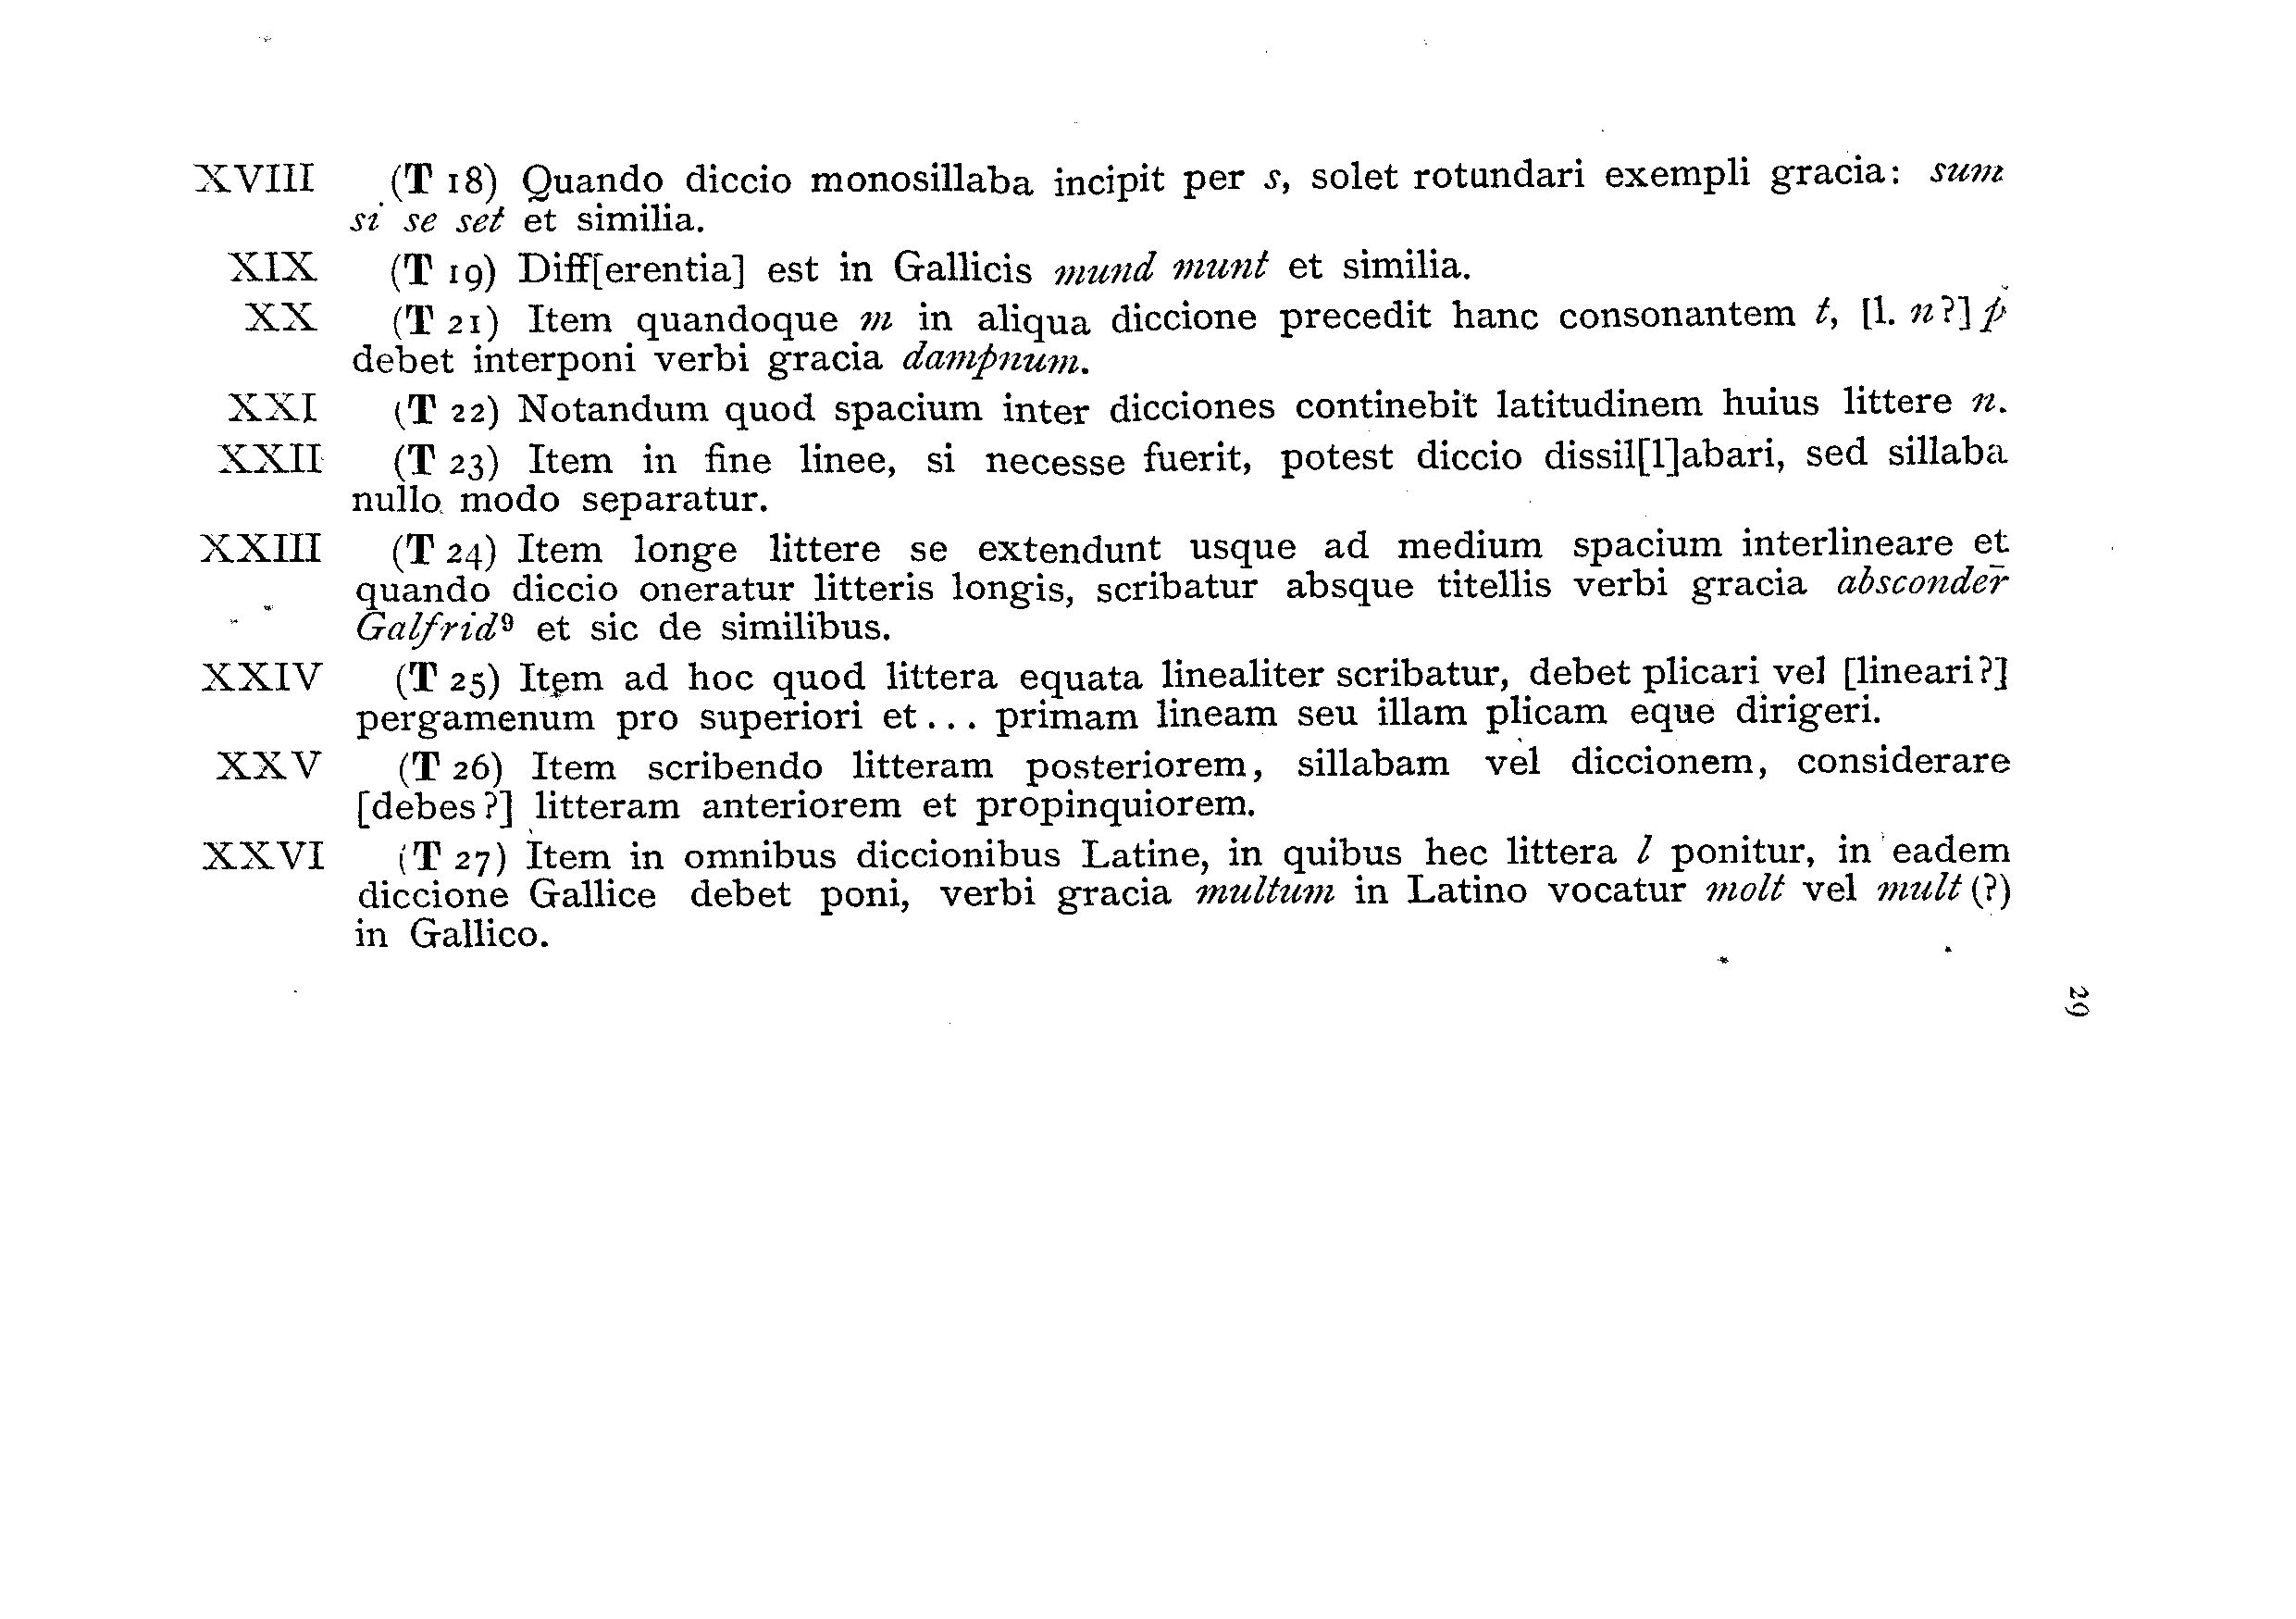 XVIII (T 18) Quando diccio monosillaba incipit per s, solet rotundari exempli gracia: sum
si se set et similia.
XIX (T 19) Diff[erentia] est in Gallicis mund munt et similia.
XX (T 21) Item quandoque m in aliqua diccione precedit hanc consonantem t, [l. n?] p
debet interponi verbi gracia dampnum.
XXI (T 22) Notandum quod spacium inter dicciones continebit latitudinem huius littere n.
XXII (T 23) Item in fine linee, si necesse fuerit, potest diccio dissil[l]abari, sed sillaba
nullo modo separatur.
XXIII (T 24) Item longe littere se extendunt usque ad medium spacium interlineare et
quando diccio oneratur litteris longis, scribatur absque titellis verbi gracia absconder̄
Galfridꝰ et sic de similibus.
XXIV (T 25) Item ad hoc quod littera equata linealiter scribatur, debet plicari vel [lineari?]
pergamenum pro superiori et... primam lineam seu illam plicam eque dirigeri.
XXV (T 26) Item scribendo litteram posteriorem, sillabam vel diccionem, considerare
[debes?] litteram anteriorem et propinquiorem.
XXVI (T 27) Item in omnibus diccionibus Latine, in quibus hec littera l ponitur, in eadem
diccione Gallice debet poni, verbi gracia multum in Latino vocatur molt vel mult (?)
in Gallico.
29